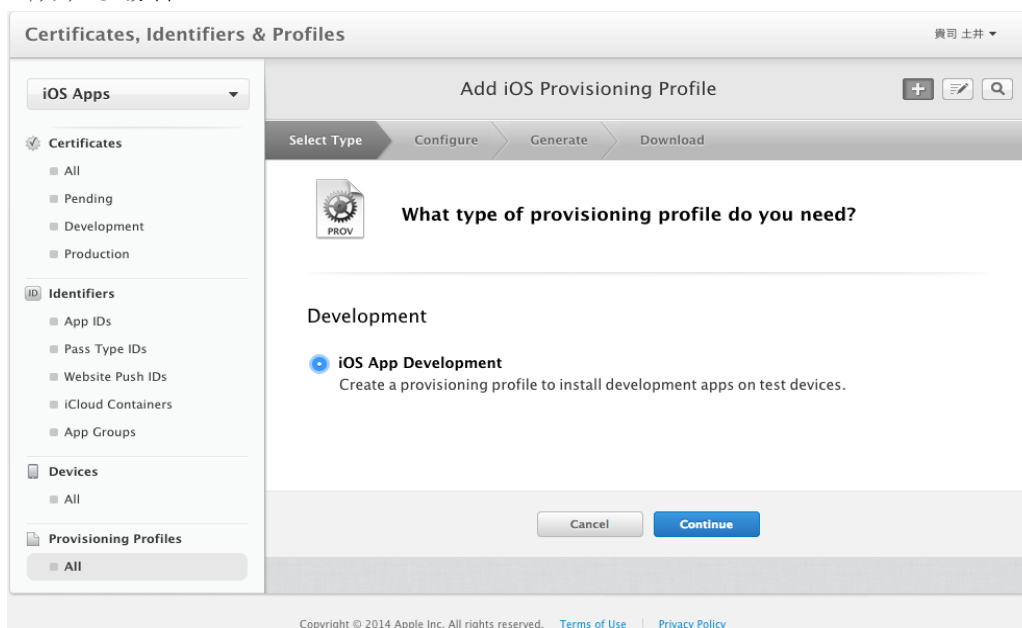 Certificates, Identifiers & Profiles
貴司 土井
iOS Apps
Certificates
All
Pending
Development
Production
ID Identifiers
App IDs
Pass Type IDs
Website Push IDs
iCloud Containers
App Groups
Devices
All
Provisioning Profiles
All
Add iOS Provisioning Profile
Select Type
Configure
Generate
Download
PROV
What type of provisioning profile do you need?
Development
iOS App Development
Create a provisioning profile to install development apps on test devices.
Cancel
Continue
Copyright © 2014 Apple Inc. All rights reserved. Terms of Use | Privacy Policy